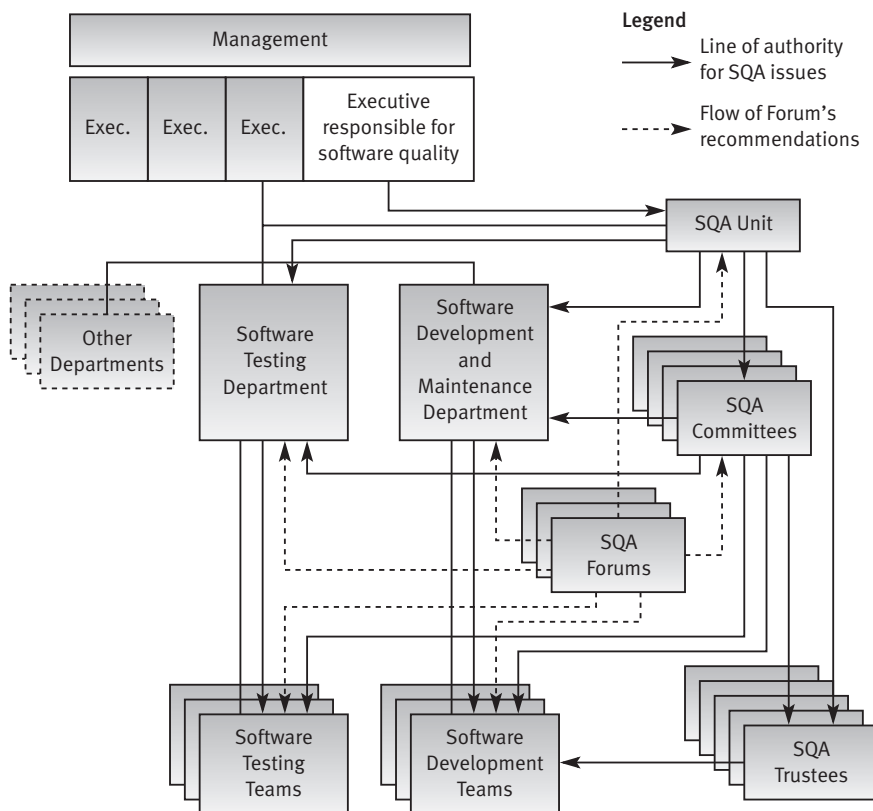 Management
Legend
Line of authority
for SQA issues
Flow of Forum's
recommendations
Exec.
Exec.
Exec.
Executive
responsible for
software quality
SQA Unit
Other
Departments
Software
Testing
Department
Software
Development
and
Maintenance
Department
SQA
Committees
SQA
Forums
Software
Testing
Teams
Software
Development
Teams
SQA
Trustees